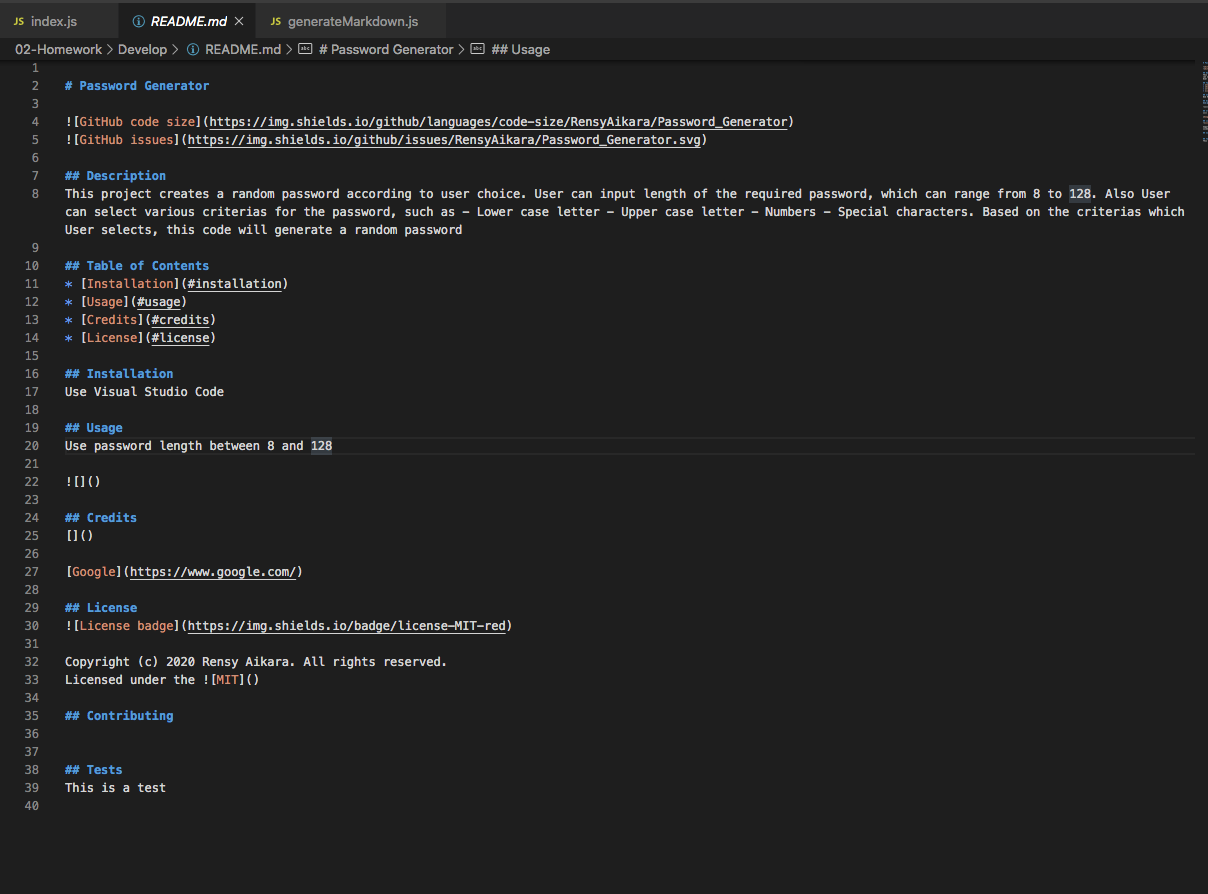 JS index.js README.md × JS generateMarkdown.js
02-Homework > Develop > README.md > # Password Generator > ## Usage
1
2 # Password Generator
3
4 ![GitHub code size](https://img.shields.io/github/languages/code-size/RensyAikara/Password_Generator)
5 ![GitHub issues](https://img.shields.io/github/issues/RensyAikara/Password_Generator.svg)
6
7 ## Description
8 This project creates a random password according to user choice. User can input length of the required password, which can range from 8 to 128. Also User
can select various criterias for the password, such as - Lower case letter - Upper case letter - Numbers - Special characters. Based on the criterias which
User selects, this code will generate a random password
9
10 ## Table of Contents
11 * [Installation](#installation)
12 * [Usage](#usage)
13 * [Credits](#credits)
14 * [License](#license)
15
16 ## Installation
17 Use Visual Studio Code
18
19 ## Usage
20 Use password length between 8 and 128
21
22 ![]()
23
24 ## Credits
25 []()
26
27 [Google](https://www.google.com/)
28
29 ## License
30 ![License badge](https://img.shields.io/badge/license-MIT-red)
31
32 Copyright (c) 2020 Rensy Aikara. All rights reserved.
33 Licensed under the ![MIT]()
34
35 ## Contributing
36
37
38 ## Tests
39 This is a test
40